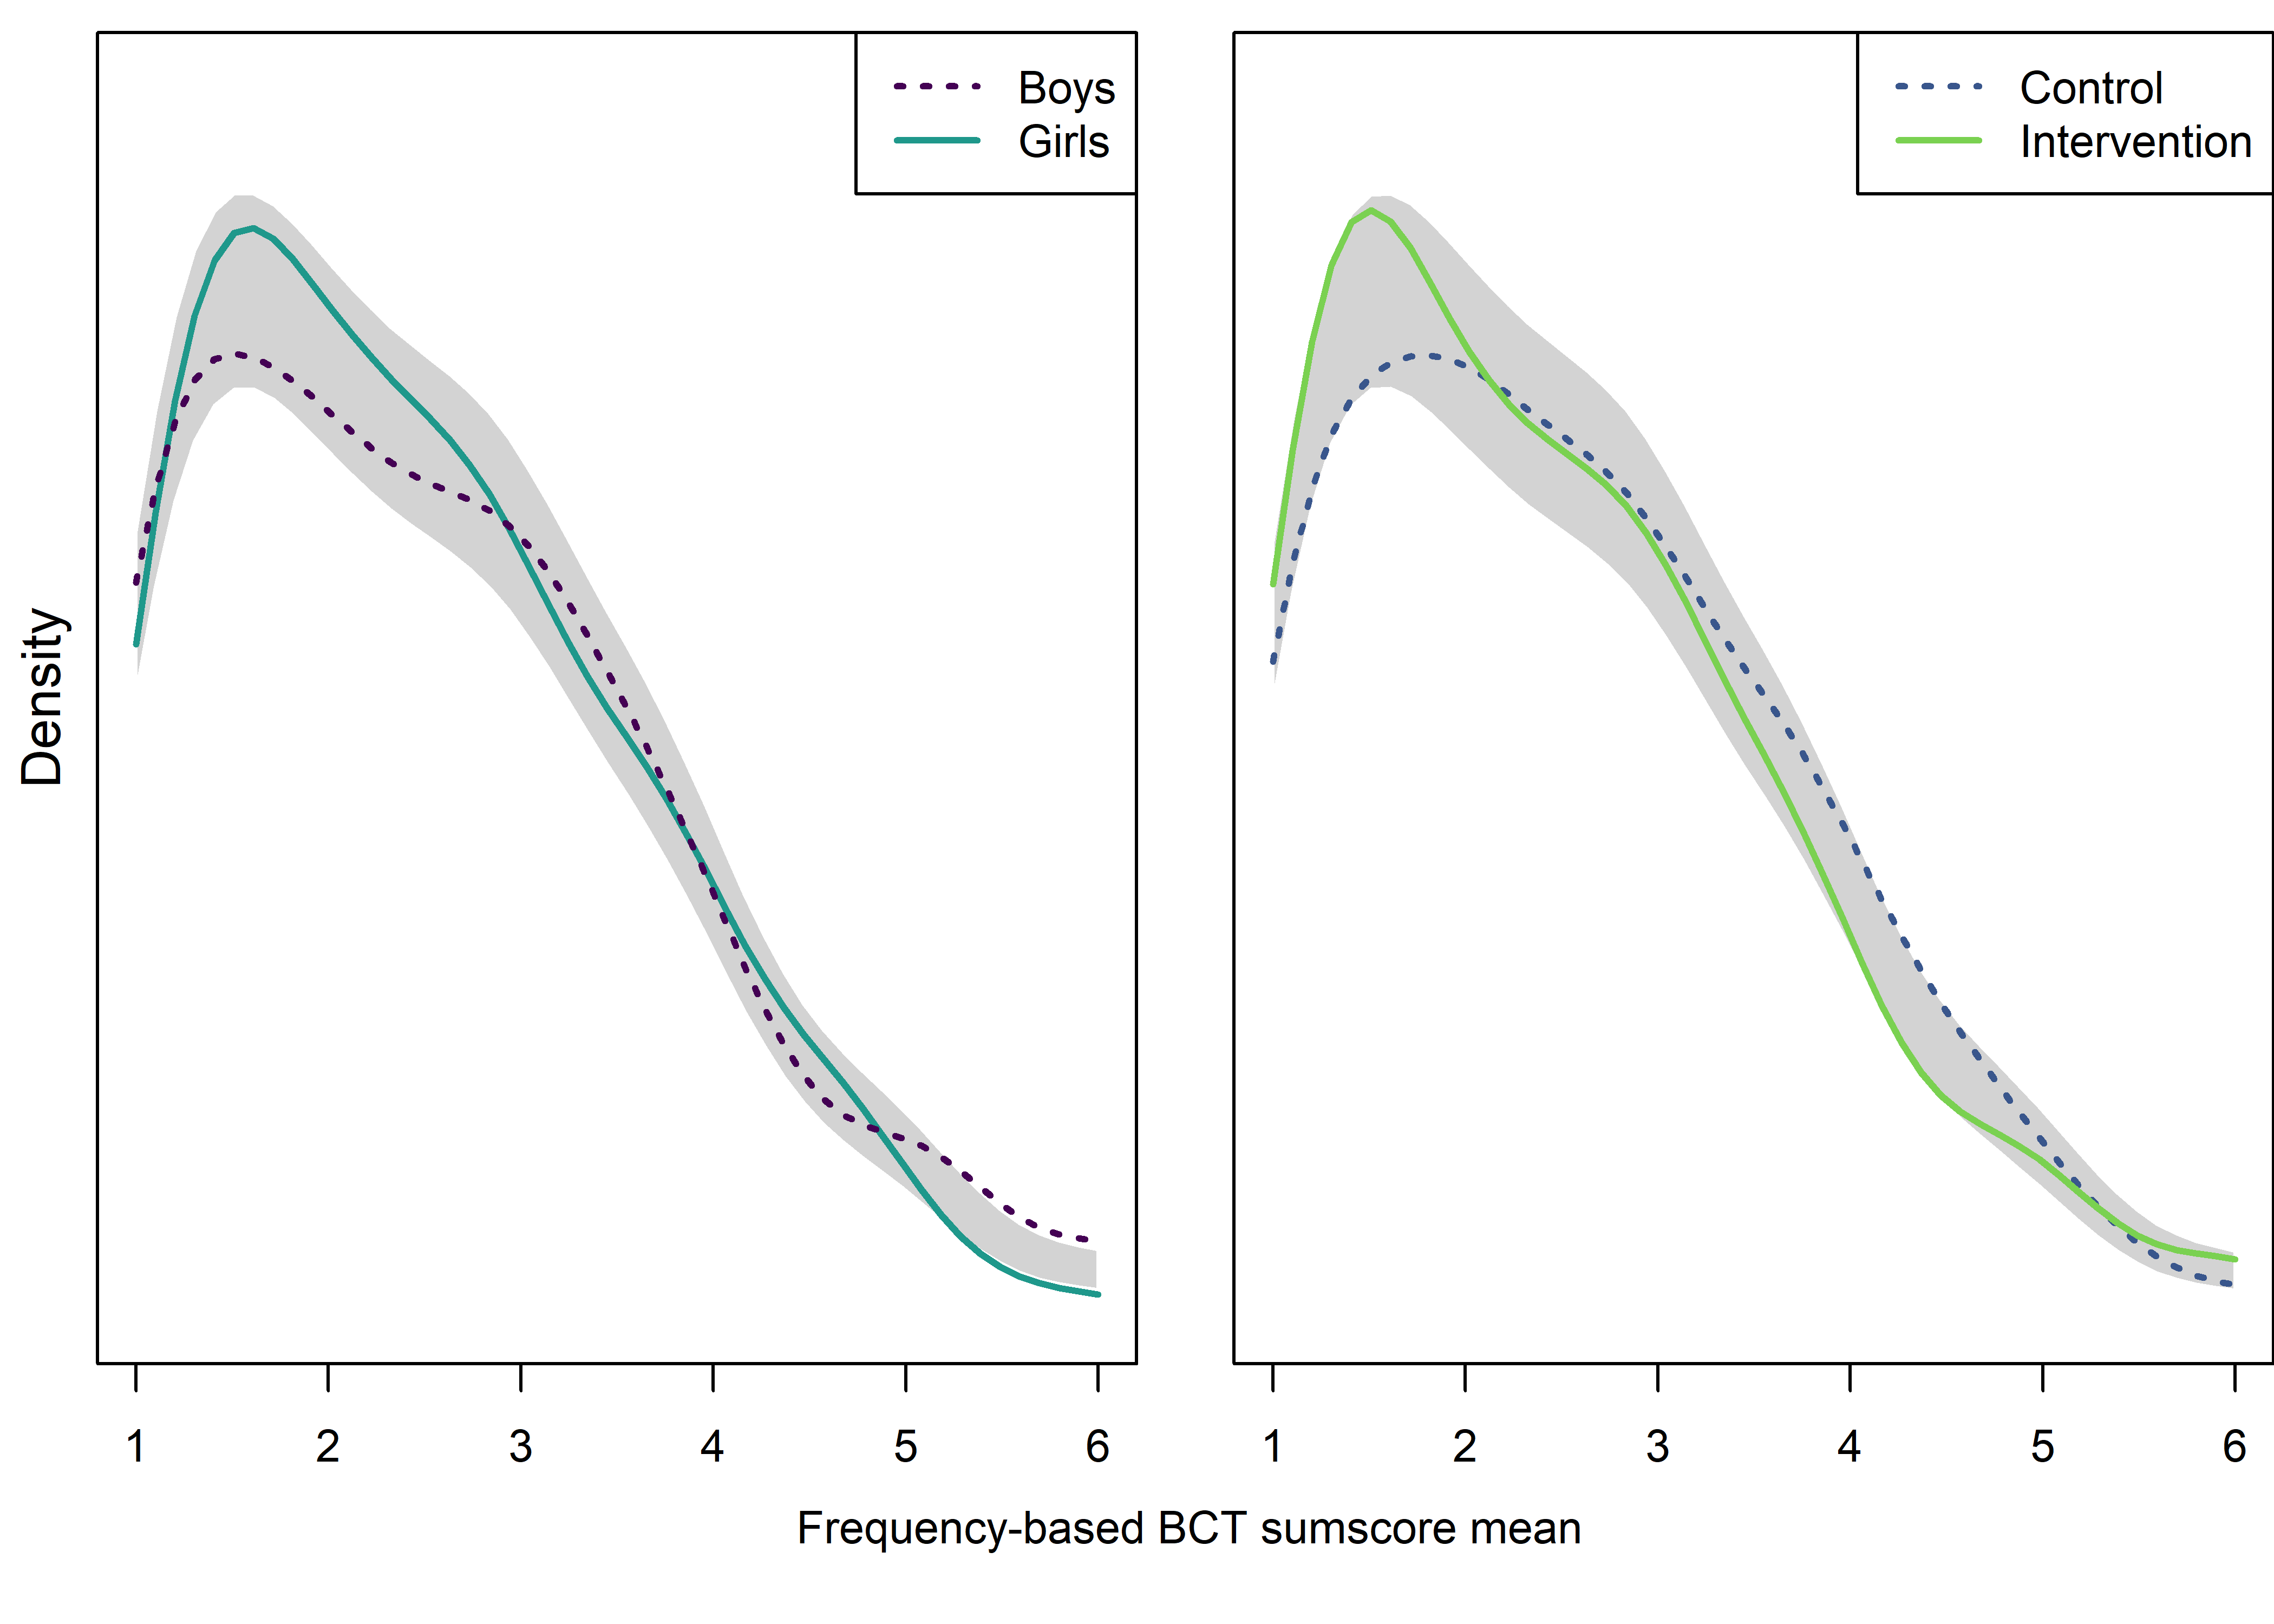 Boys
Girls
Control
Intervention
Density
1 2 3 4 5 6
1 2 3 4 5 6
Frequency-based BCT sumscore mean